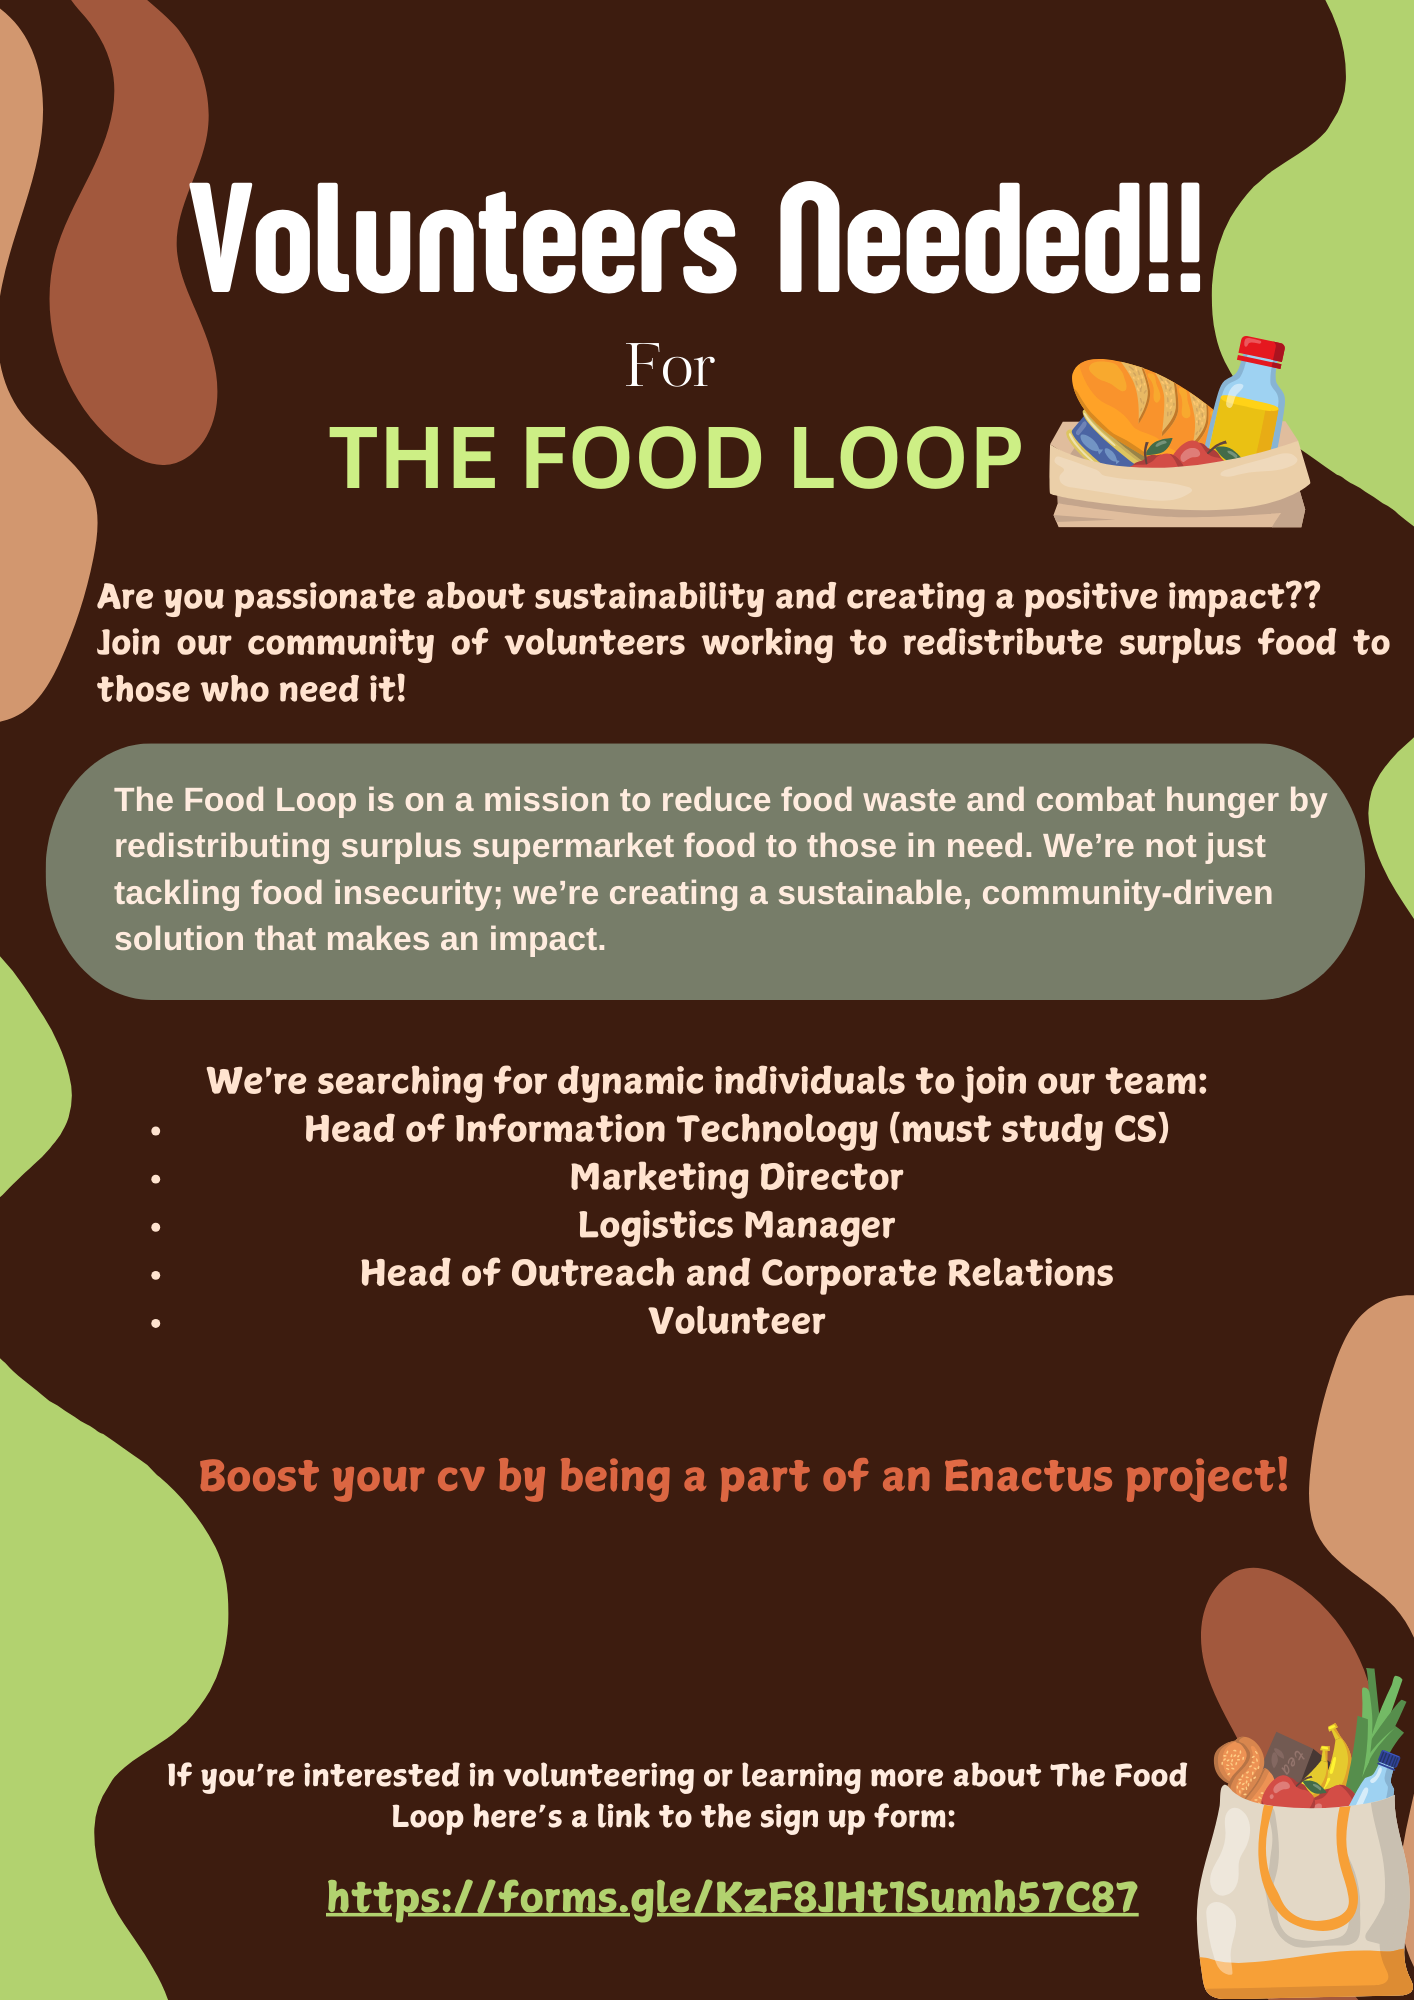 Volunteers Needed!!
For
THE FOOD LOOP
Are you passionate about sustainability and creating a positive impact??
Join our community of volunteers working to redistribute surplus food to
those who need it!
The Food Loop is on a mission to reduce food waste and combat hunger by
redistributing surplus supermarket food to those in need. We’re not just
tackling food insecurity; we’re creating a sustainable, community-driven
solution that makes an impact.
We’re searching for dynamic individuals to join our team:
• Head of Information Technology (must study CS)
• Marketing Director
• Logistics Manager
• Head of Outreach and Corporate Relations
• Volunteer
Boost your cv by being a part of an Enactus project!
If you’re interested in volunteering or learning more about The Food
Loop here’s a link to the sign up form:
tea
https://forms.gle/KzF8JHt1Sumh57C87